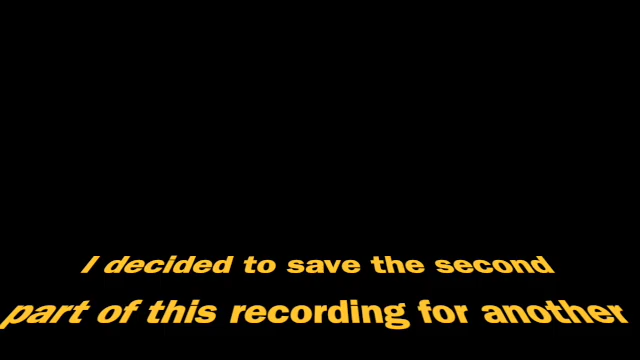 I decided to save the second
part of this recording for another